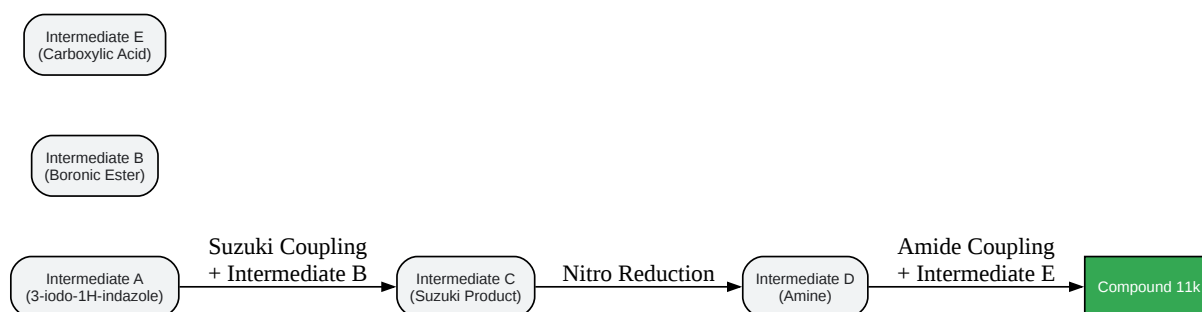 Intermediate E
(Carboxylic Acid)
Intermediate B
(Boronic Ester)
Suzuki Coupling
+ Intermediate B
Amide Coupling
+ Intermediate E
Intermediate A
(3-iodo-1H-indazole)
Intermediate C
(Suzuki Product)
Nitro Reduction
Intermediate D
(Amine)
Compound 11k